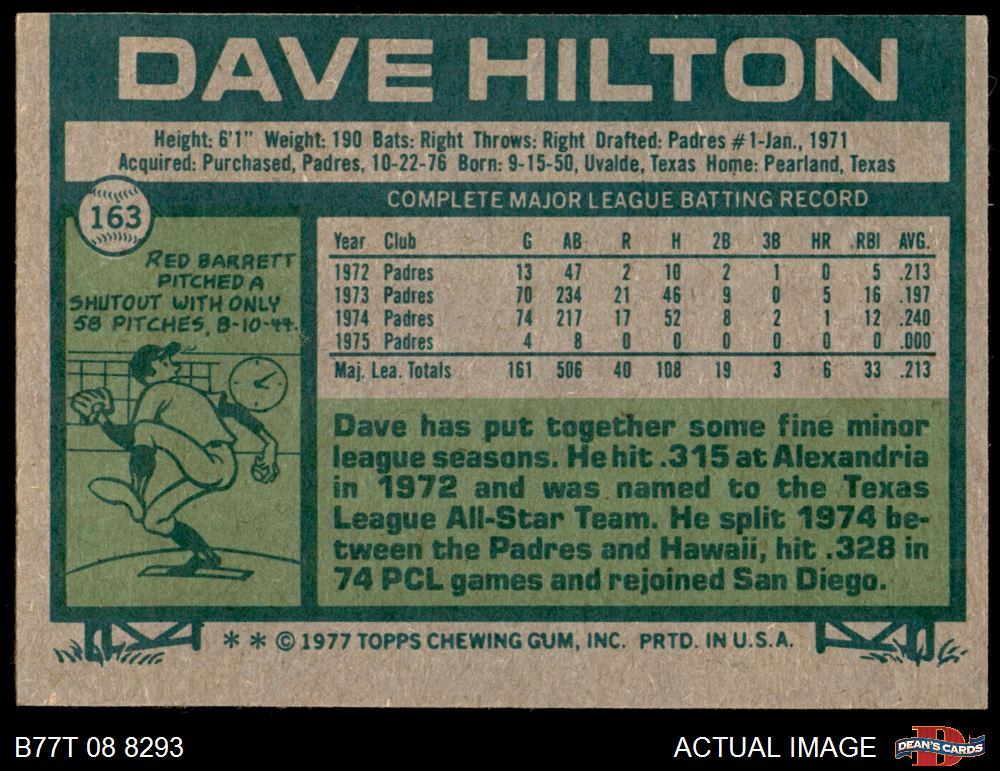 DAVE HILTON
Height: 6'1" Weight: 190 Bats: Right Throws: Right Drafted: Padres #1-Jan., 1971
Acquired: Purchased, Padres, 10-22-76 Born: 9-15-50, Uvalde, Texas Home: Pearland, Texas
163
RED BARRETT
PITCHED A
SHUTOUT WITH ONLY
58 PITCHES, 8-10-44.
COMPLETE MAJOR LEAGUE BATTING RECORD
Year Club G AB R H 2B 3B HR RBI AVG.
1972 Padres 13 47 2 10 2 1 0 5 .213
1973 Padres 70 234 21 46 9 0 5 16 .197
1974 Padres 74 217 17 52 8 2 1 12 .240
1975 Padres 4 8 0 0 0 0 0 0 .000
Maj. Lea. Totals 161 506 40 108 19 3 6 33 .213
Dave has put together some fine minor
league seasons. He hit .315 at Alexandria
in 1972 and was named to the Texas
League All-Star Team. He split 1974 be-
tween the Padres and Hawaii, hit .328 in
74 PCL games and rejoined San Diego.
* * © 1977 TOPPS CHEWING GUM, INC. PRTD. IN U.S.A.
B77T 08 8293
ACTUAL IMAGE
D
DEAN'S CARDS